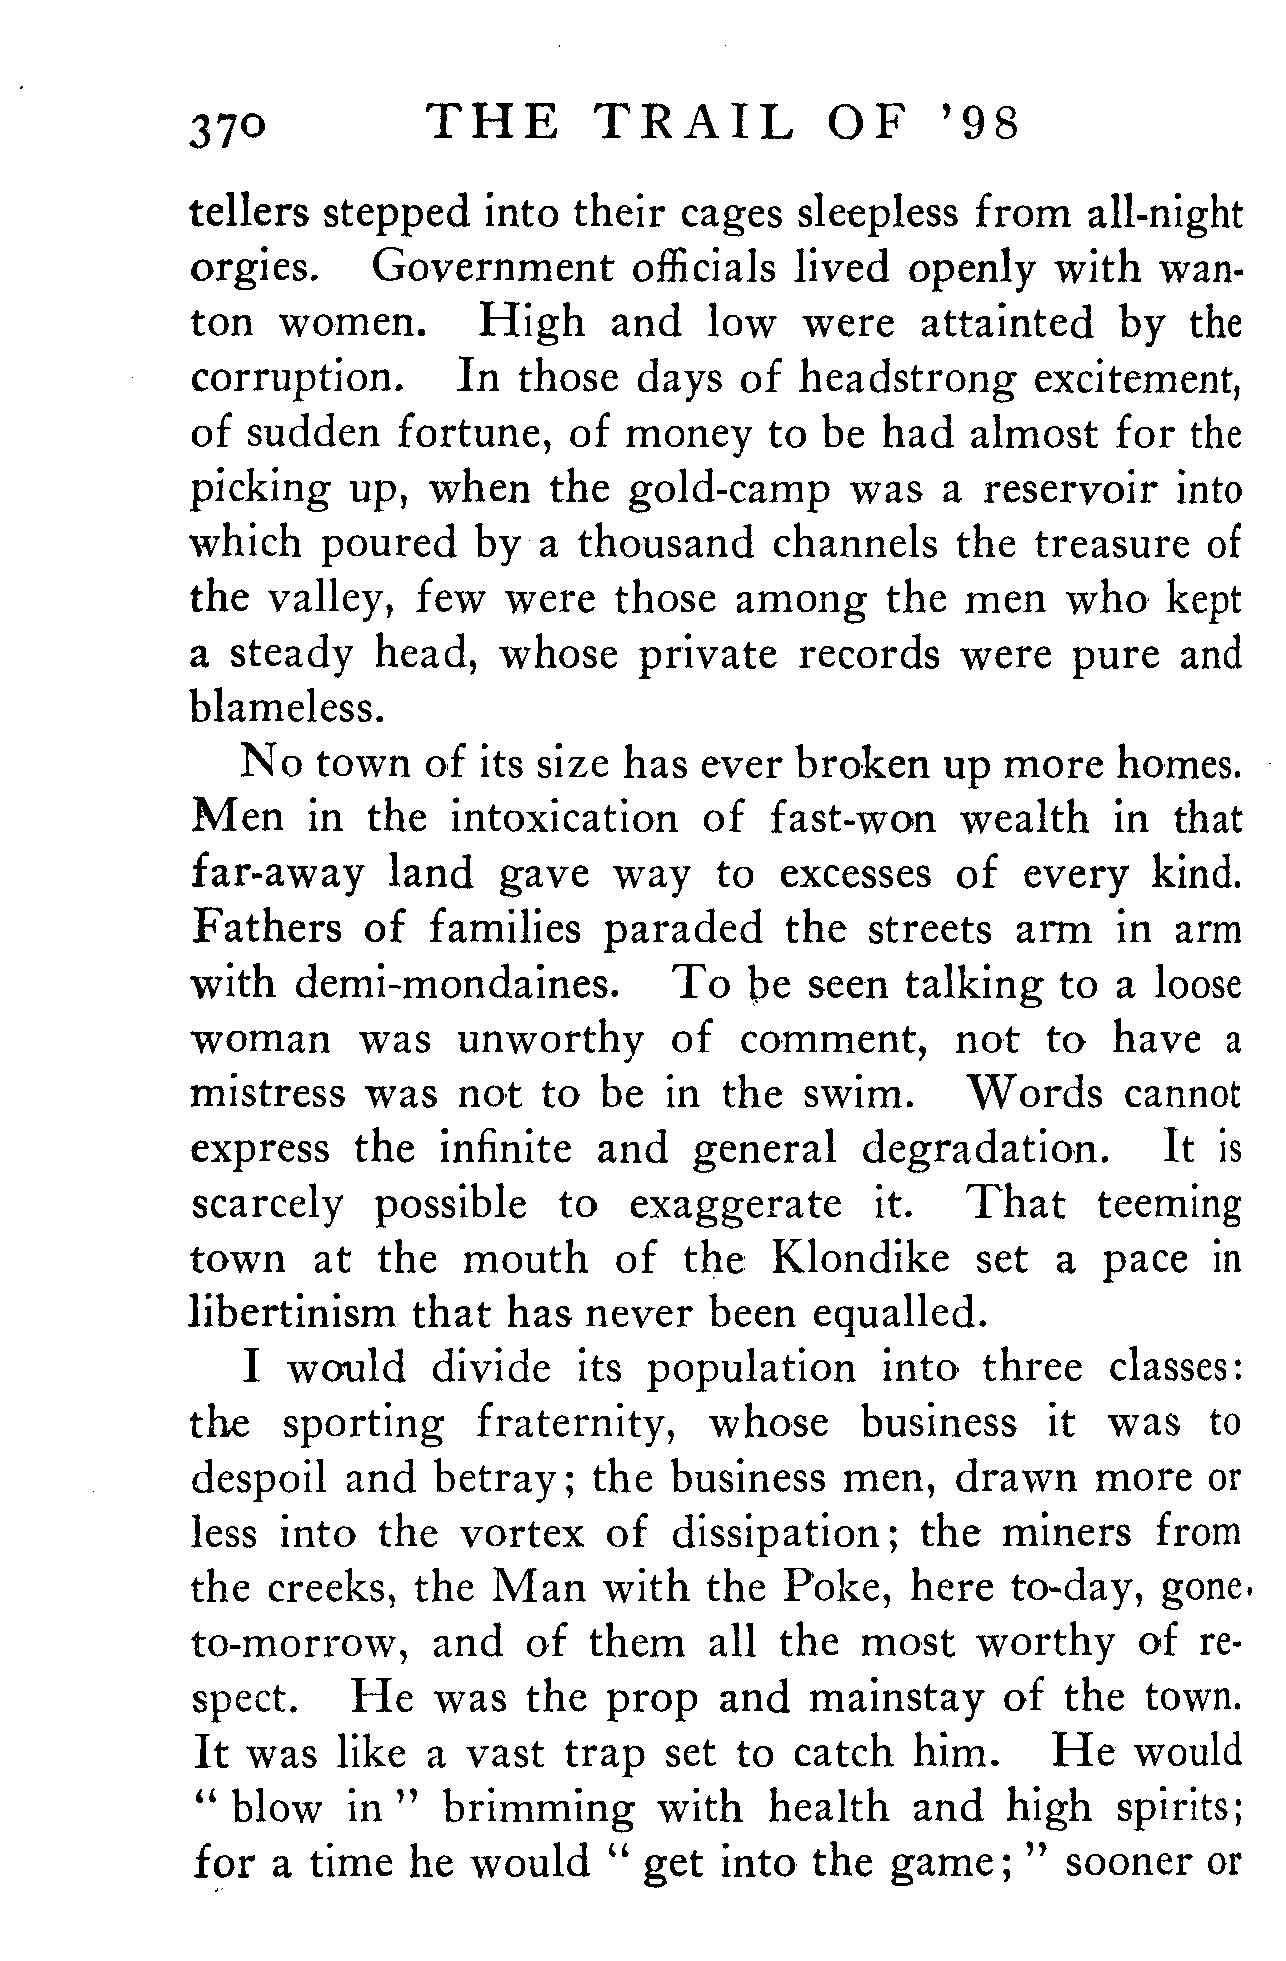 370 THE TRAIL OF '98
tellers stepped into their cages sleepless from all-night
orgies. Government officials lived openly with wan-
ton women. High and low were attainted by the
corruption. In those days of headstrong excitement,
of sudden fortune, of money to be had almost for the
picking up, when the gold-camp was a reservoir into
which poured by a thousand channels the treasure of
the valley, few were those among the men who kept
a steady head, whose private records were pure and
blameless.
No town of its size has ever broken up more homes.
Men in the intoxication of fast-won wealth in that
far-away land gave way to excesses of every kind.
Fathers of families paraded the streets arm in arm
with demi-mondaines. To be seen talking to a loose
woman was unworthy of comment, not to have a
mistress was not to be in the swim. Words cannot
express the infinite and general degradation. It is
scarcely possible to exaggerate it. That teeming
town at the mouth of the Klondike set a pace in
libertinism that has never been equalled.
I would divide its population into three classes:
the sporting fraternity, whose business it was to
despoil and betray; the business men, drawn more or
less into the vortex of dissipation; the miners from
the creeks, the Man with the Poke, here to-day, gone
to-morrow, and of them all the most worthy of re-
spect. He was the prop and mainstay of the town.
It was like a vast trap set to catch him. He would
" blow in " brimming with health and high spirits;
for a time he would " get into the game; " sooner or